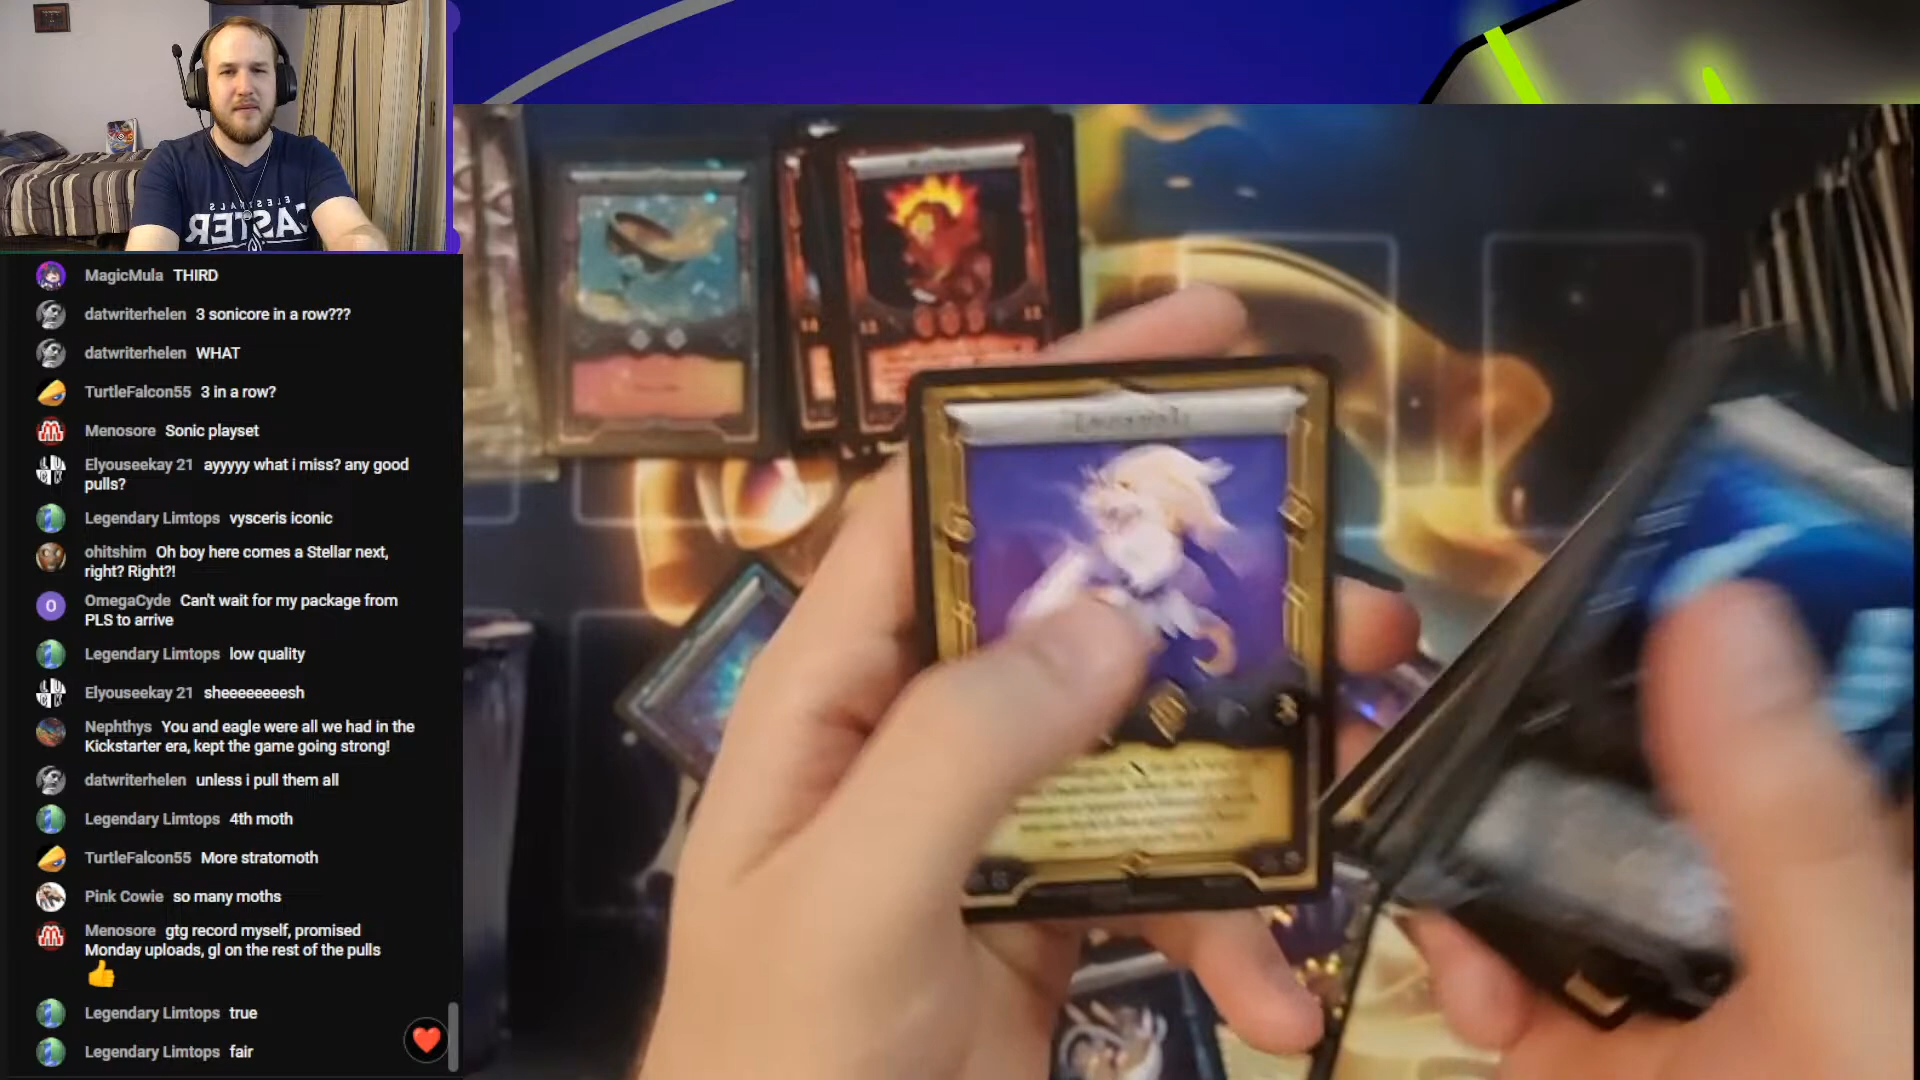 ELESTIALS
CASTER
MagicMula THIRD
datwriterhelen 3 sonicore in a row???
datwriterhelen WHAT
TurtleFalcon55 3 in a row?
Menosore Sonic playset
Elyouseekay 21 ayyyyy what i miss? any good
pulls?
Legendary Limtops vysceris iconic
ohitshim Oh boy here comes a Stellar next,
right? Right?!
O
OmegaCyde Can't wait for my package from
PLS to arrive
Legendary Limtops low quality
Elyouseekay 21 sheeeeeeesh
Nephthys You and eagle were all we had in the
Kickstarter era, kept the game going strong!
datwriterhelen unless i pull them all
Legendary Limtops 4th moth
TurtleFalcon55 More stratomoth
Pink Cowie so many moths
Menosore gtg record myself, promised
Monday uploads, gl on the rest of the pulls
👍
Legendary Limtops true
Legendary Limtops fair